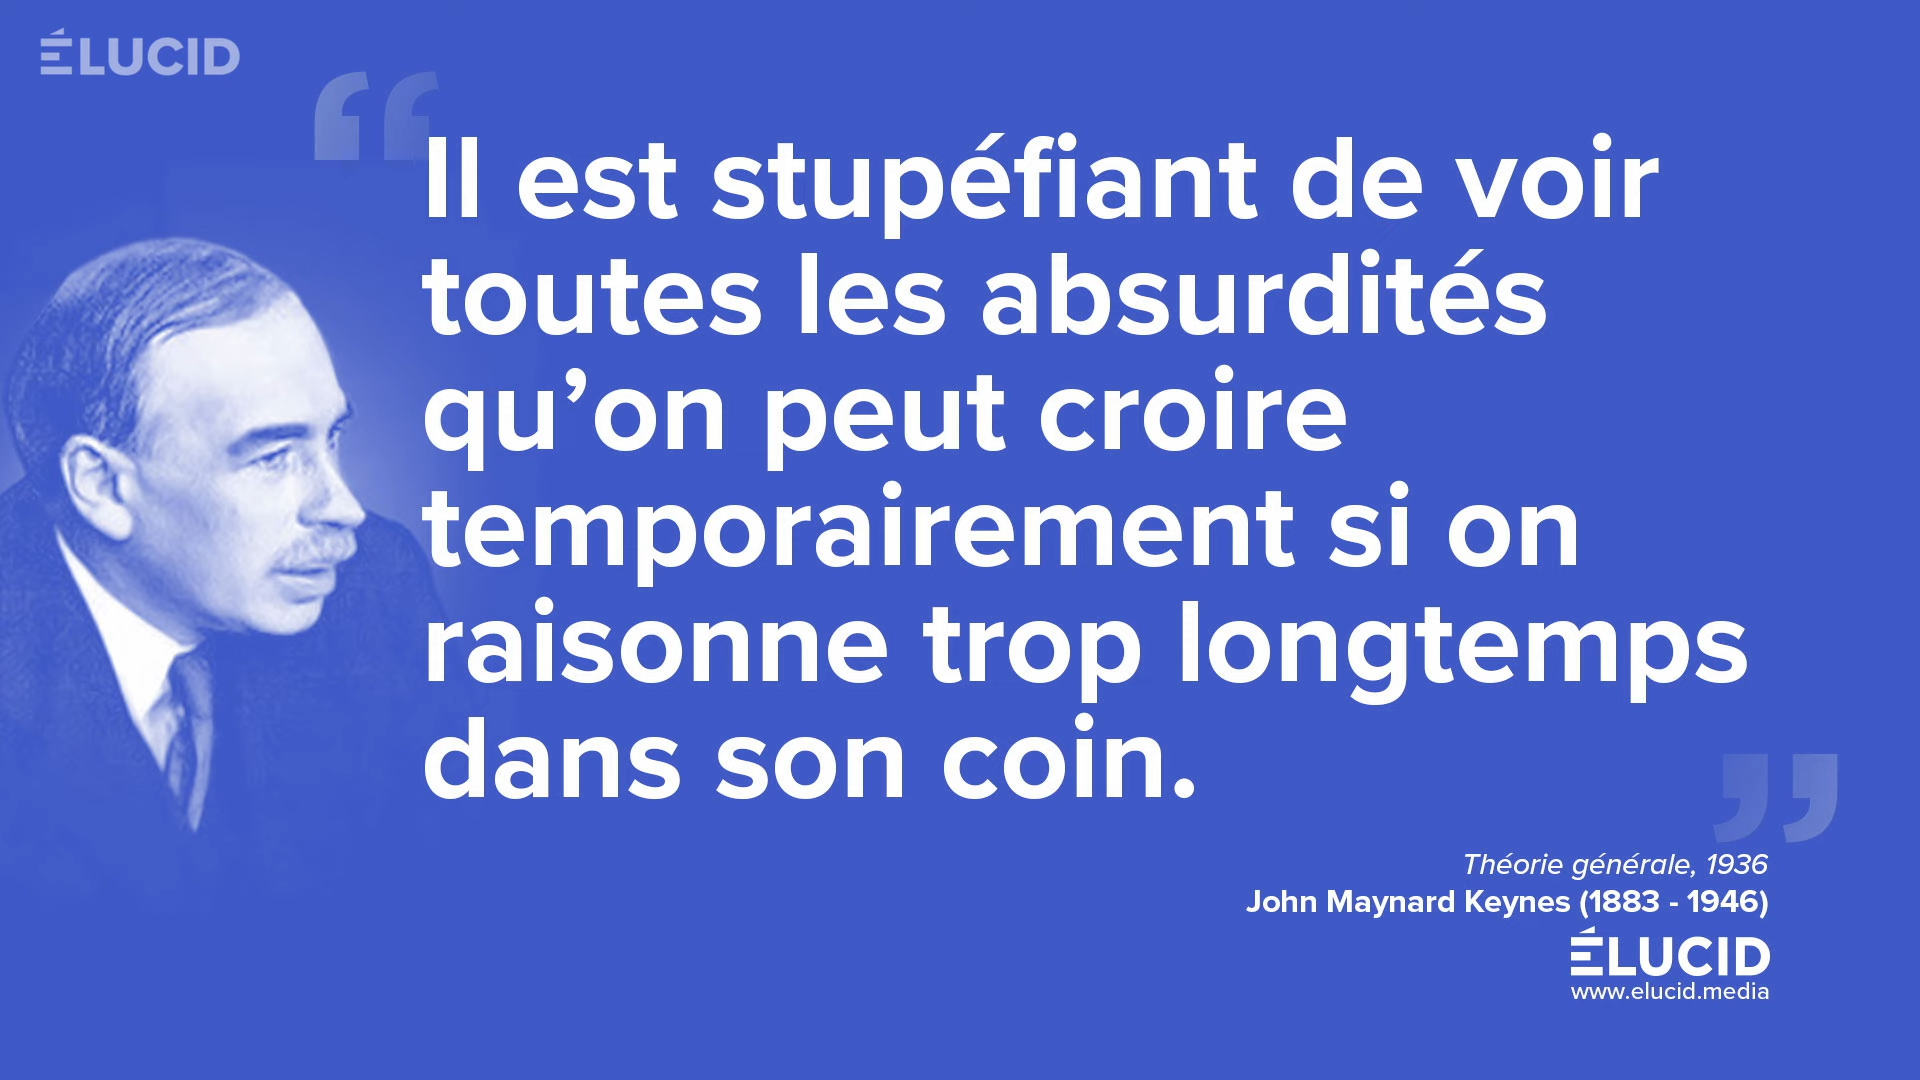 ÉLUCID
“
Il est stupéfiant de voir
toutes les absurdités
qu’on peut croire
temporairement si on
raisonne trop longtemps
dans son coin.
”
Théorie générale, 1936
John Maynard Keynes (1883 - 1946)
ÉLUCID
www.elucid.media